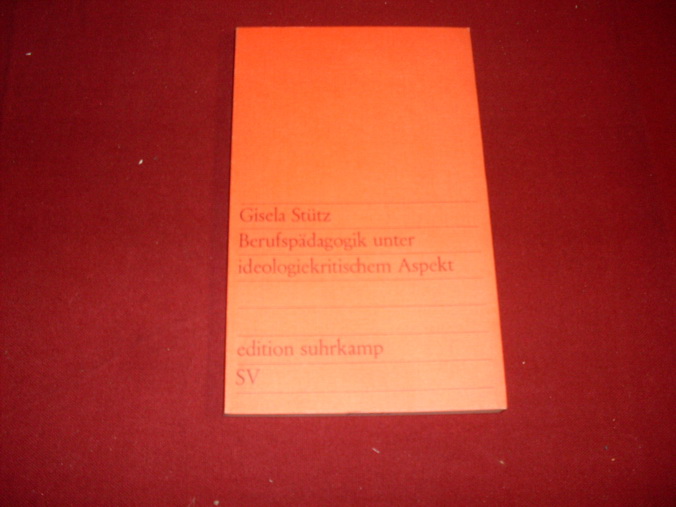 Gisela Stütz
Berufspädagogik unter
ideologiekritischem Aspekt
edition suhrkamp
SV